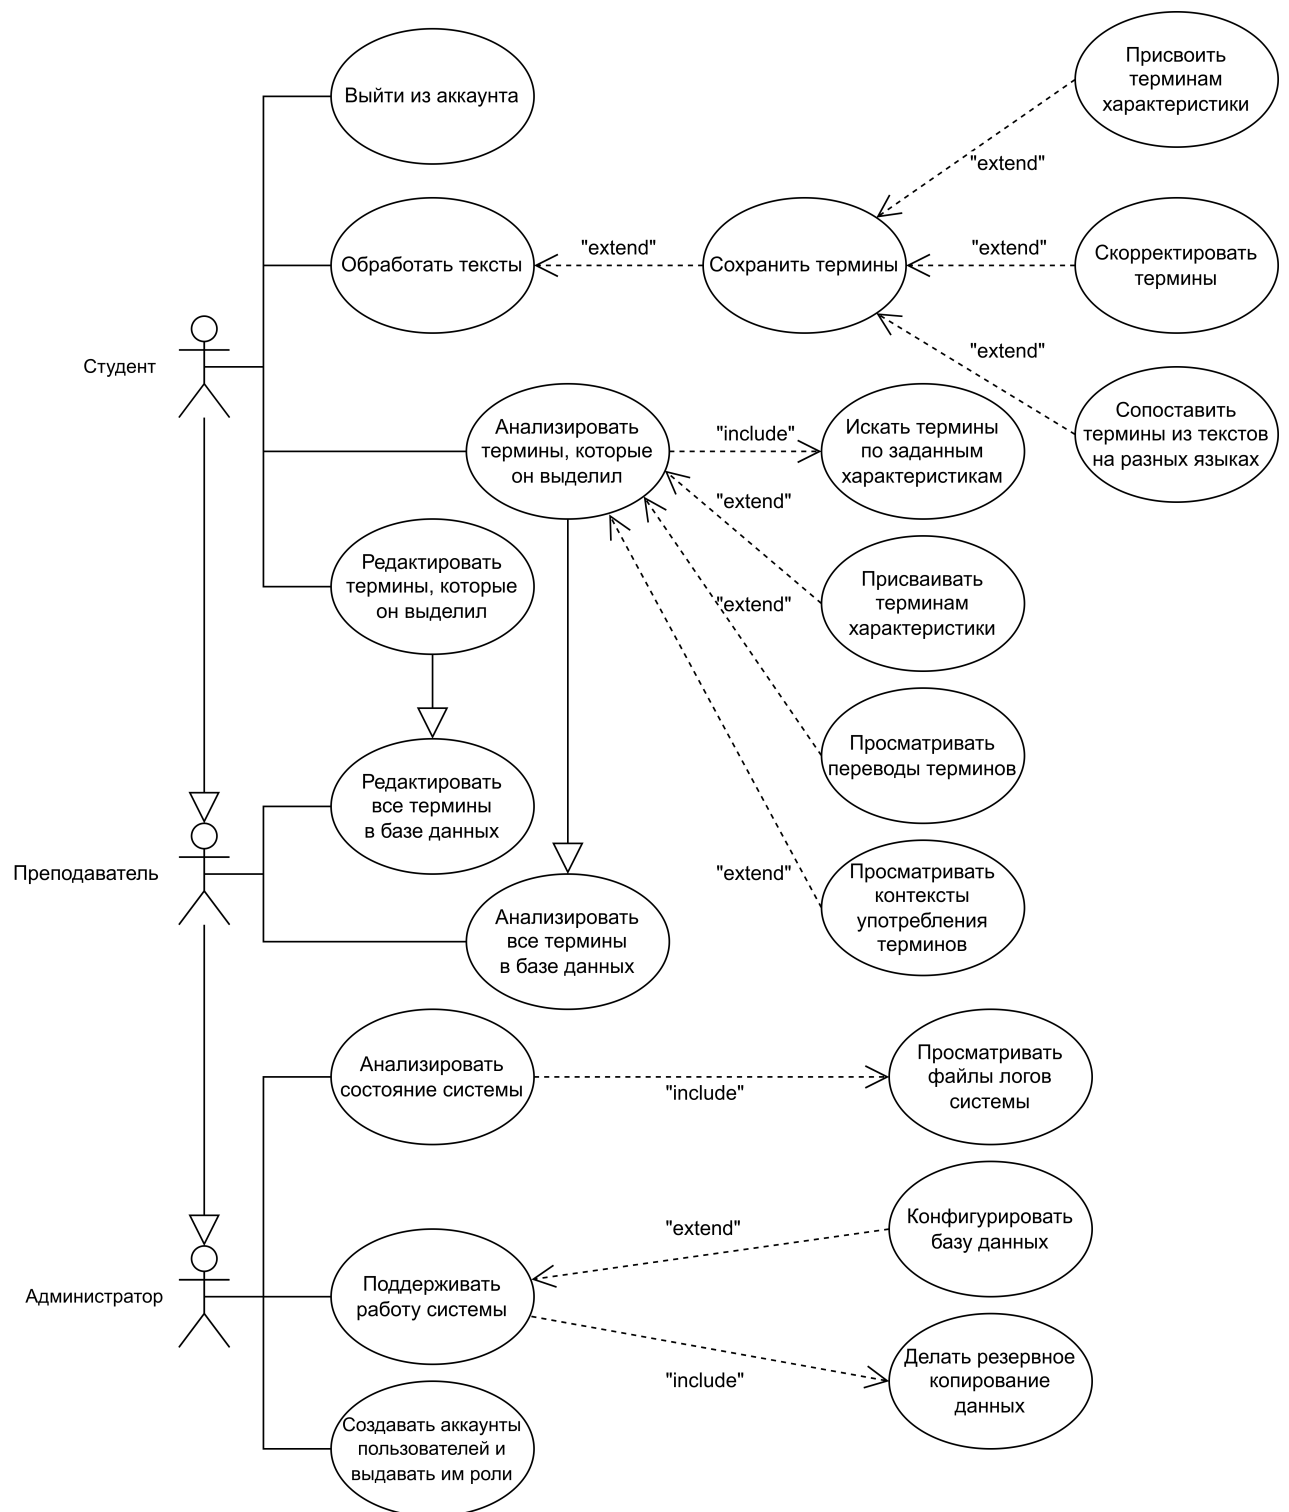 Выйти из аккаунта
Присвоить
терминам
характеристики
"extend"
Обработать тексты
"extend"
Сохранить термины
"extend"
Скорректировать
термины
"extend"
Сопоставить
термины из текстов
на разных языках
Студент
Анализировать
термины, которые
он выделил
"include"
Искать термины
по заданным
характеристикам
"extend"
Редактировать
термины, которые
он выделил
"extend"
Присваивать
терминам
характеристики
Просматривать
переводы терминов
Редактировать
все термины
в базе данных
Преподаватель
"extend"
Просматривать
контексты
употребления
терминов
Анализировать
все термины
в базе данных
Анализировать
состояние системы
"include"
Просматривать
файлы логов
системы
"extend"
Конфигурировать
базу данных
Администратор
Поддерживать
работу системы
"include"
Делать резервное
копирование
данных
Создавать аккаунты
пользователей и
выдавать им роли